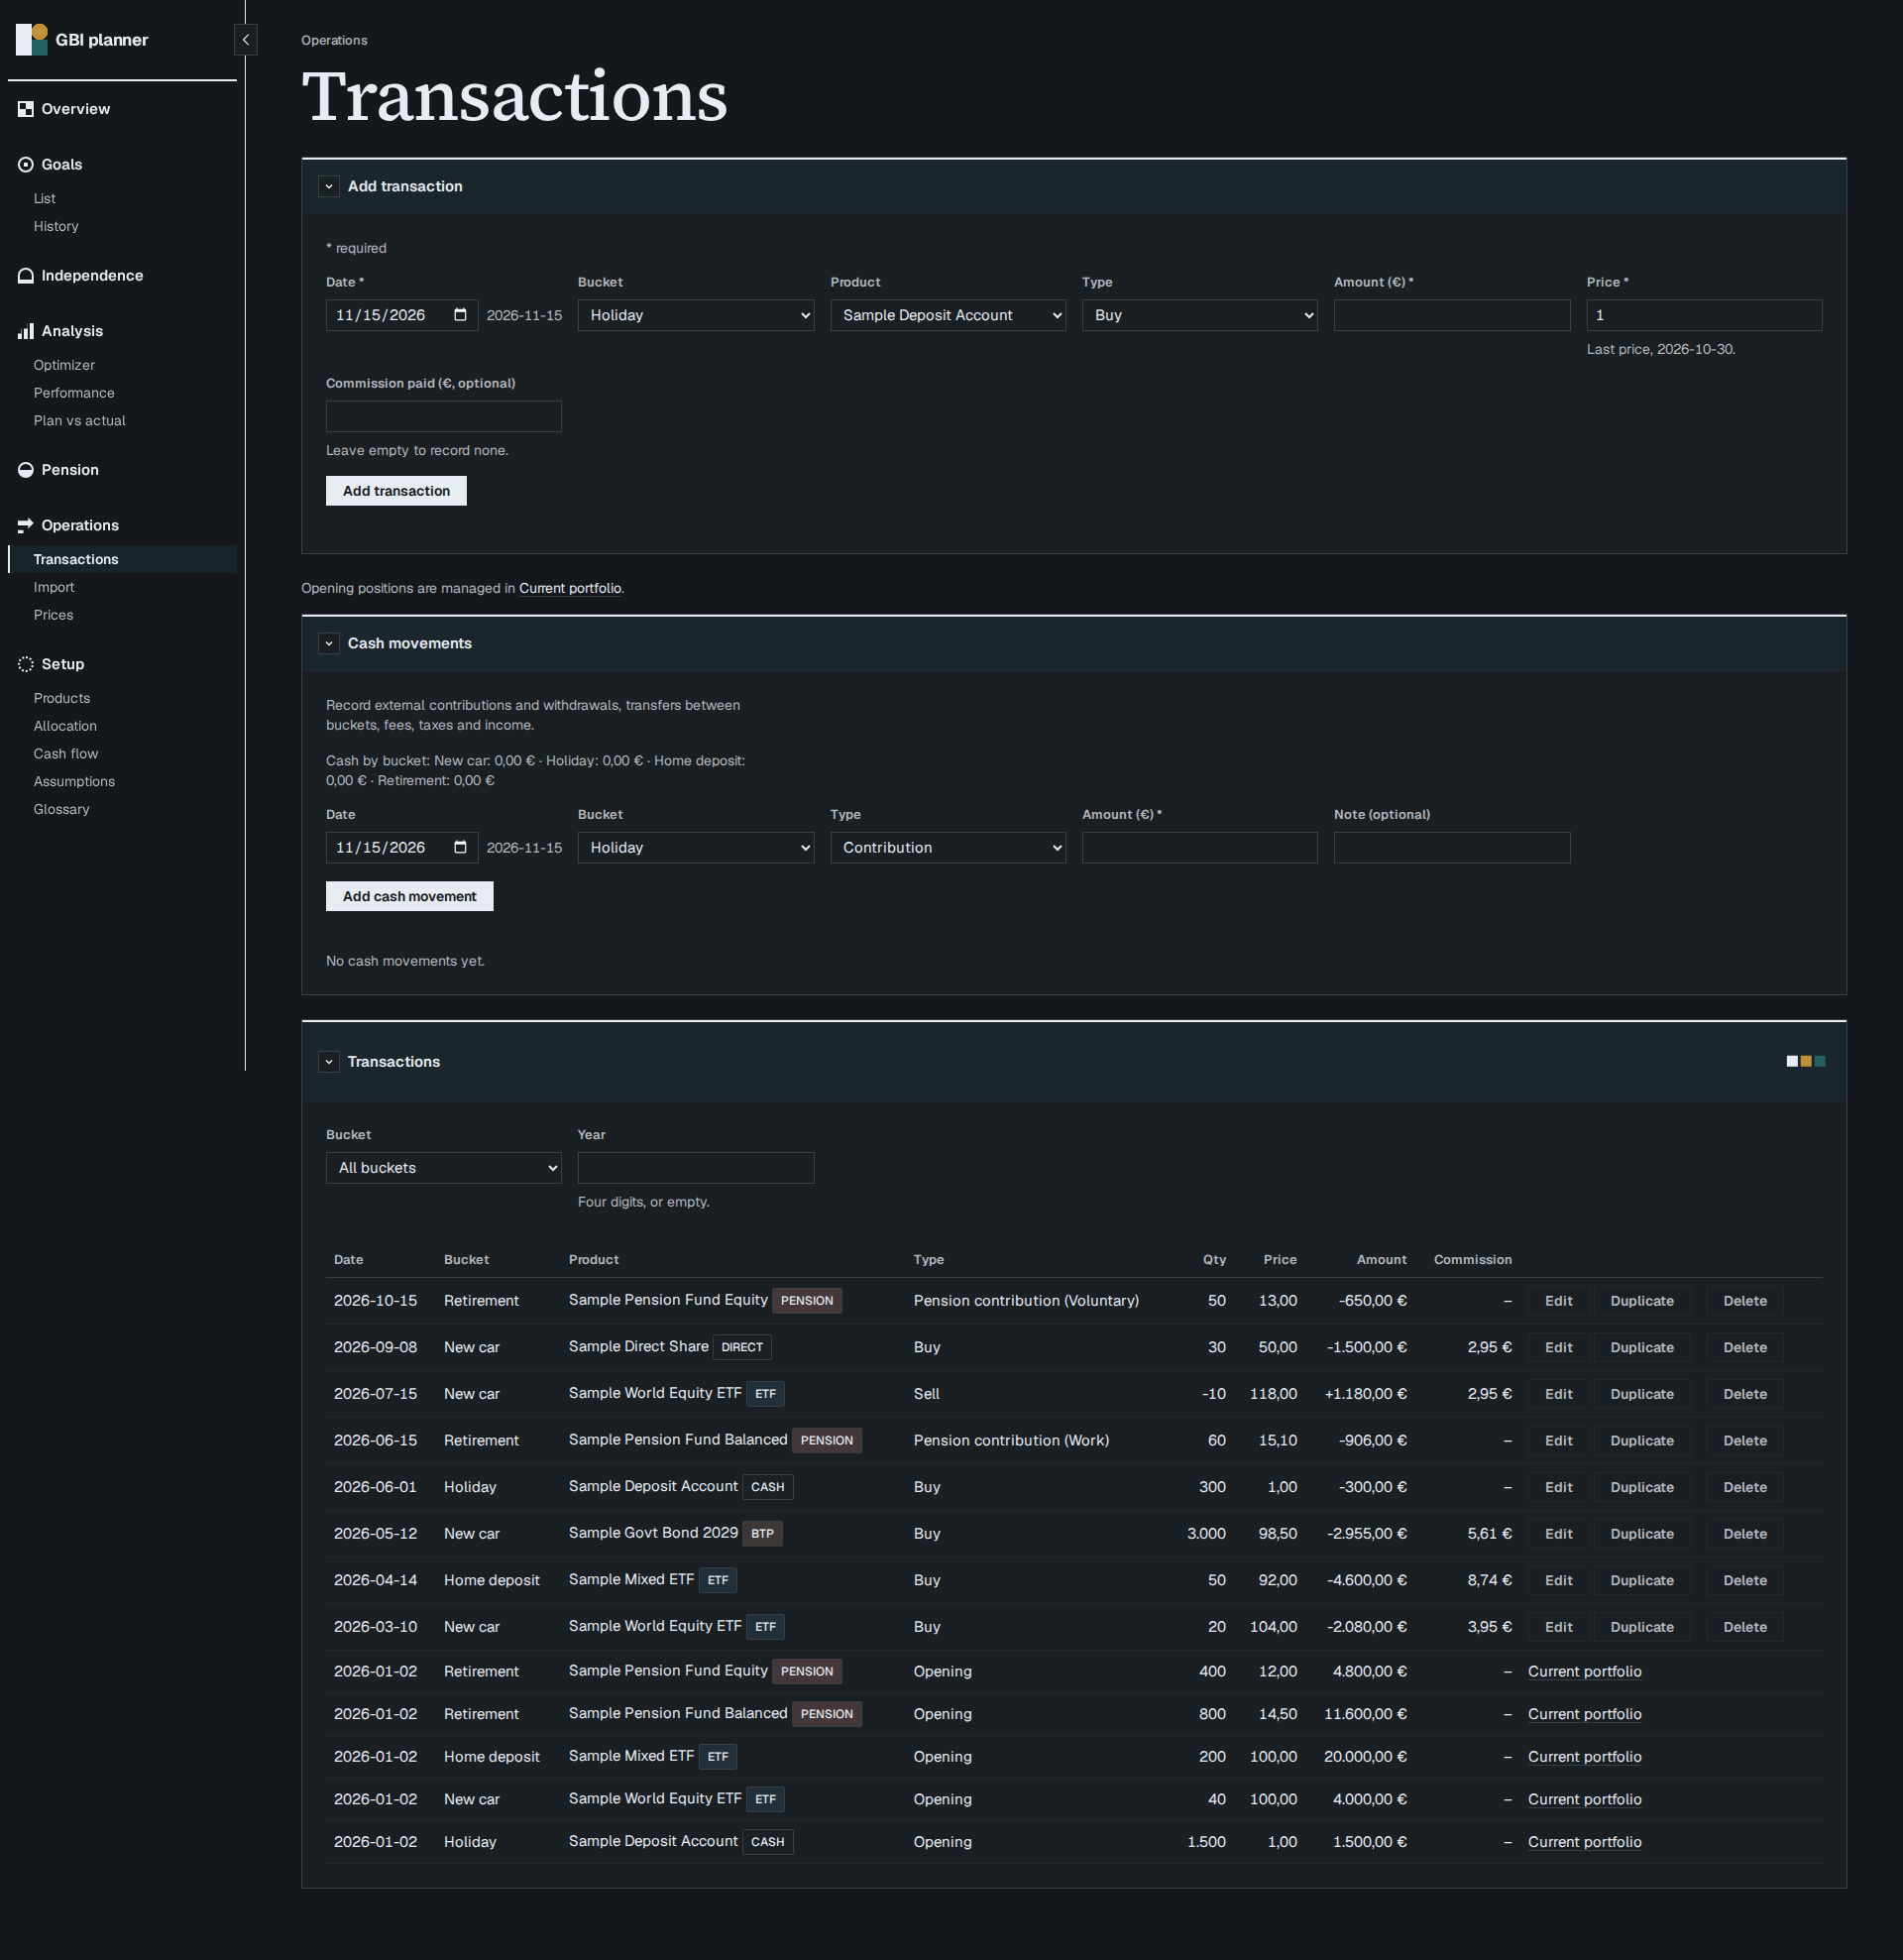 GBI planner
Overview
Goals
List
History
Independence
Analysis
Optimizer
Performance
Plan vs actual
Pension
Operations
Transactions
Import
Prices
Setup
Products
Allocation
Cash flow
Assumptions
Glossary
Operations
Transactions
Add transaction
* required
Date * Bucket Product Type Amount (€) * Price *
11/15/2026 2026-11-15 Holiday Sample Deposit Account Buy 1
Last price, 2026-10-30.
Commission paid (€, optional)
Leave empty to record none.
Add transaction
Opening positions are managed in Current portfolio.
Cash movements
Record external contributions and withdrawals, transfers between
buckets, fees, taxes and income.
Cash by bucket: New car: 0,00 € · Holiday: 0,00 € · Home deposit:
0,00 € · Retirement: 0,00 €
Date Bucket Type Amount (€) * Note (optional)
11/15/2026 2026-11-15 Holiday Contribution
Add cash movement
No cash movements yet.
Transactions
Bucket Year
All buckets
Four digits, or empty.
Date Bucket Product Type Qty Price Amount Commission
2026-10-15 Retirement Sample Pension Fund Equity PENSION Pension contribution (Voluntary) 50 13,00 -650,00 € – Edit Duplicate Delete
2026-09-08 New car Sample Direct Share DIRECT Buy 30 50,00 -1.500,00 € 2,95 € Edit Duplicate Delete
2026-07-15 New car Sample World Equity ETF ETF Sell -10 118,00 +1.180,00 € 2,95 € Edit Duplicate Delete
2026-06-15 Retirement Sample Pension Fund Balanced PENSION Pension contribution (Work) 60 15,10 -906,00 € – Edit Duplicate Delete
2026-06-01 Holiday Sample Deposit Account CASH Buy 300 1,00 -300,00 € – Edit Duplicate Delete
2026-05-12 New car Sample Govt Bond 2029 BTP Buy 3.000 98,50 -2.955,00 € 5,61 € Edit Duplicate Delete
2026-04-14 Home deposit Sample Mixed ETF ETF Buy 50 92,00 -4.600,00 € 8,74 € Edit Duplicate Delete
2026-03-10 New car Sample World Equity ETF ETF Buy 20 104,00 -2.080,00 € 3,95 € Edit Duplicate Delete
2026-01-02 Retirement Sample Pension Fund Equity PENSION Opening 400 12,00 4.800,00 € – Current portfolio
2026-01-02 Retirement Sample Pension Fund Balanced PENSION Opening 800 14,50 11.600,00 € – Current portfolio
2026-01-02 Home deposit Sample Mixed ETF ETF Opening 200 100,00 20.000,00 € – Current portfolio
2026-01-02 New car Sample World Equity ETF ETF Opening 40 100,00 4.000,00 € – Current portfolio
2026-01-02 Holiday Sample Deposit Account CASH Opening 1.500 1,00 1.500,00 € – Current portfolio